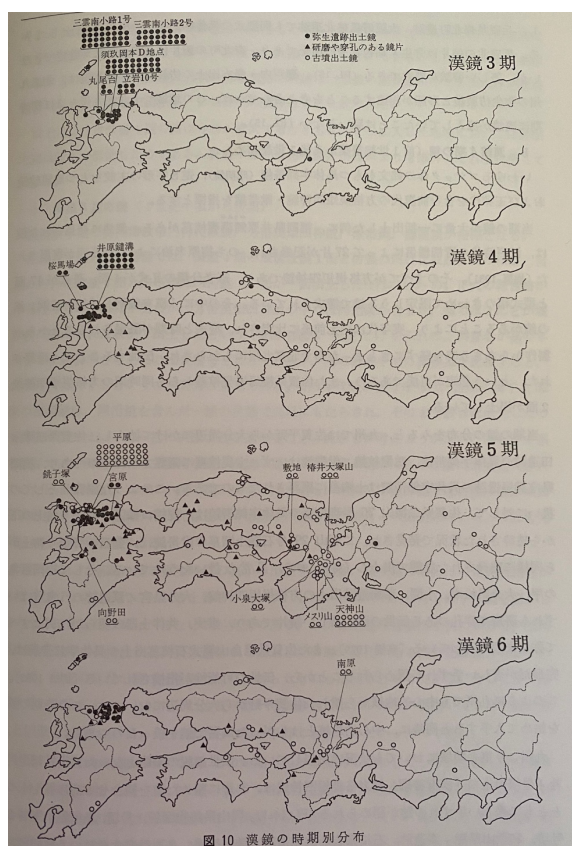 三雲南小路1号
三雲南小路2号
須玖岡本D地点
丸尾台
立岩10号
●弥生遺跡出土鏡
▲研磨や穿孔のある鏡片
○古墳出土鏡
漢鏡3期
桜馬場
井原鑓溝
漢鏡4期
平原
銚子塚
宮原
敷地
椿井大塚山
漢鏡5期
向野田
小泉大塚
メスリ山
天神山
南原
漢鏡6期
図10 漢鏡の時期別分布